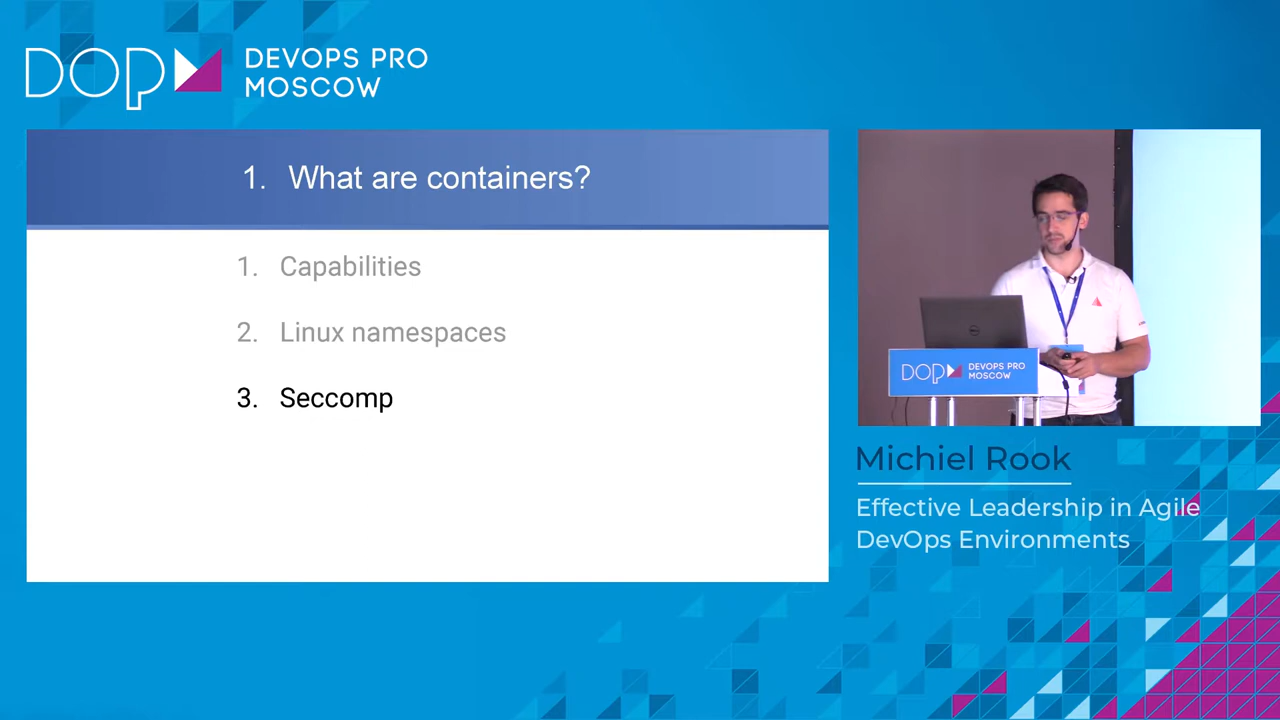 DOP DEVOPS PRO
MOSCOW
1. What are containers?
1. Capabilities
2. Linux namespaces
3. Seccomp
DOP DEVOPS PRO
MOSCOW
Michiel Rook
Effective Leadership in Agile
DevOps Environments